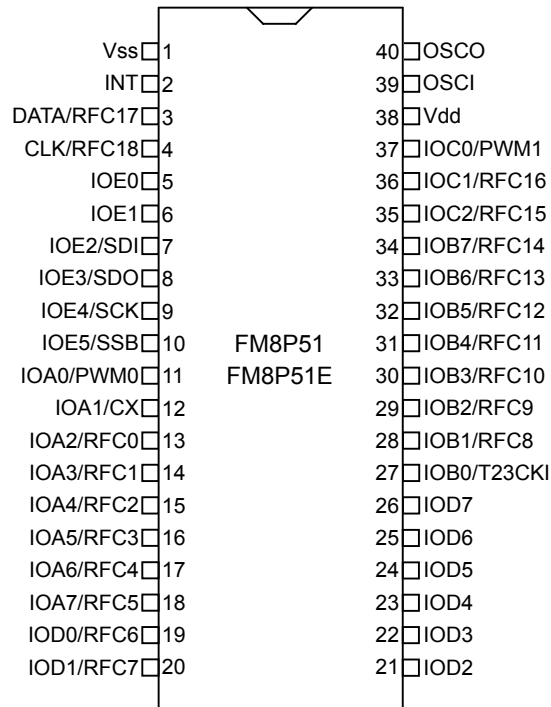 Vss 1 40 OSCO
INT 2 39 OSCI
DATA/RFC17 3 38 Vdd
CLK/RFC18 4 37 IOC0/PWM1
IOE0 5 36 IOC1/RFC16
IOE1 6 35 IOC2/RFC15
IOE2/SDI 7 34 IOB7/RFC14
IOE3/SDO 8 33 IOB6/RFC13
IOE4/SCK 9 32 IOB5/RFC12
IOE5/SSB 10 FM8P51 31 IOB4/RFC11
IOA0/PWM0 11 FM8P51E 30 IOB3/RFC10
IOA1/CX 12 29 IOB2/RFC9
IOA2/RFC0 13 28 IOB1/RFC8
IOA3/RFC1 14 27 IOB0/T23CKI
IOA4/RFC2 15 26 IOD7
IOA5/RFC3 16 25 IOD6
IOA6/RFC4 17 24 IOD5
IOA7/RFC5 18 23 IOD4
IOD0/RFC6 19 22 IOD3
IOD1/RFC7 20 21 IOD2